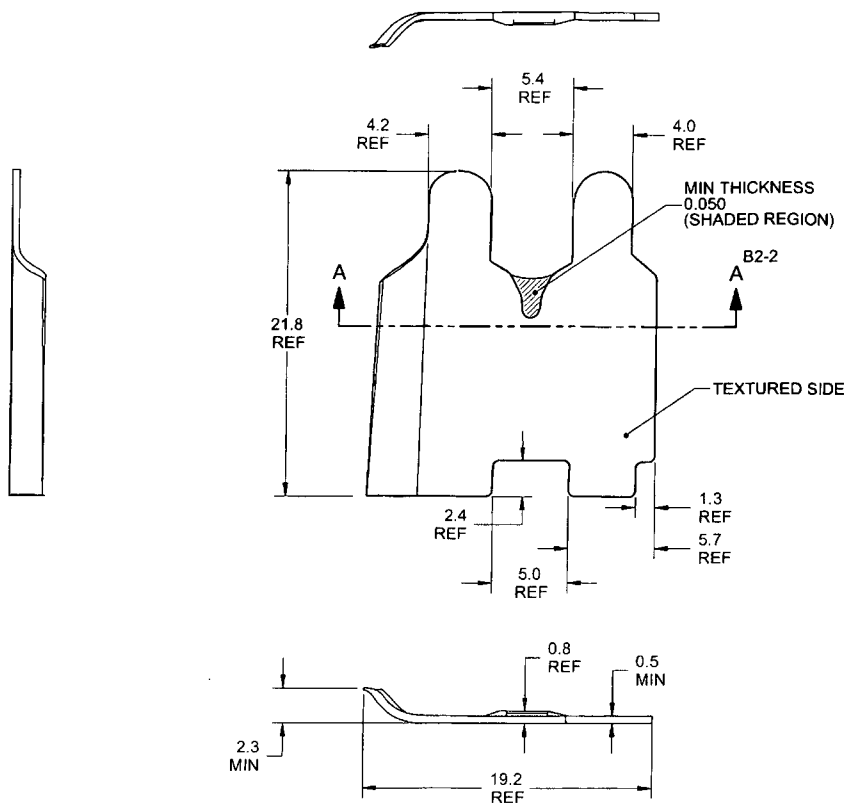 5.4
REF
4.2
REF
4.0
REF
MIN THICKNESS
0.050
(SHADED REGION)
B2-2
A
A
21.8
REF
TEXTURED SIDE
2.4
REF
1.3
REF
5.7
REF
5.0
REF
0.8
REF
0.5
MIN
2.3
MIN
19.2
REF